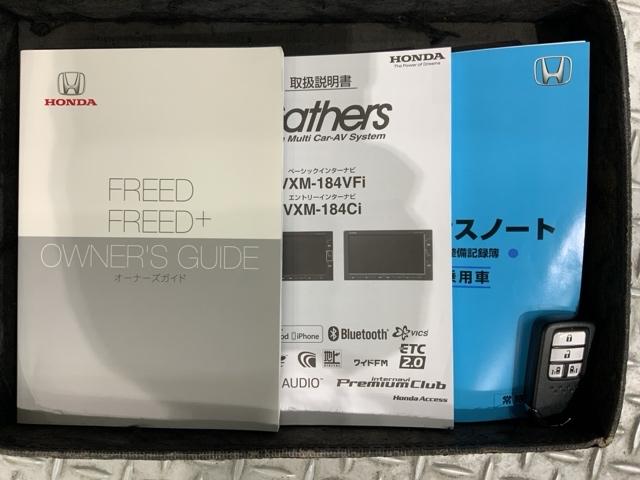 HONDA
FREED
FREED+
OWNER'S GUIDE
オーナーズガイド
HONDA
The Power of Dreams
取扱説明書
athers
Multi Car-AV System
ベーシックインターナビ
VXM-184VFi
エントリーインターナビ
VXM-184Ci
iPhone
Bluetooth
VICS
ワイドFM
ETC
2.0
AUDIO
internavi
PremiumClub
Honda Access
スノート
整備記録簿
乗用車